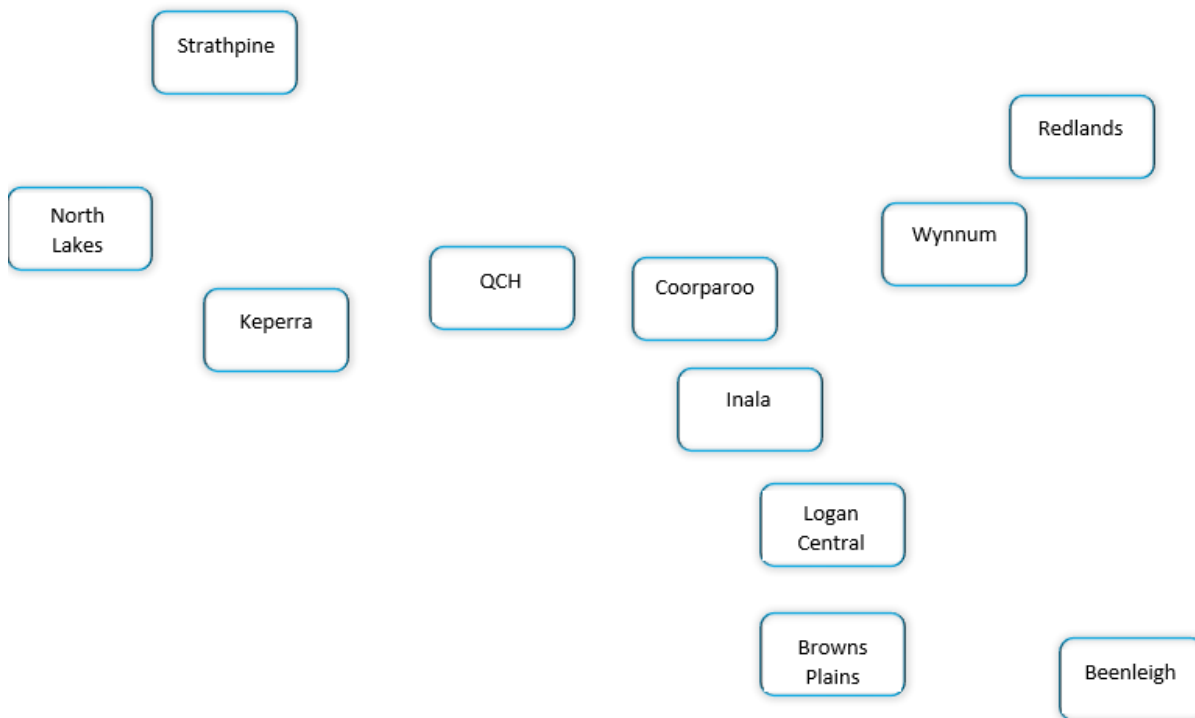 Strathpine
Redlands
North
Lakes
Wynnum
QCH
Coorparoo
Keperra
Inala
Logan
Central
Browns
Plains
Beenleigh